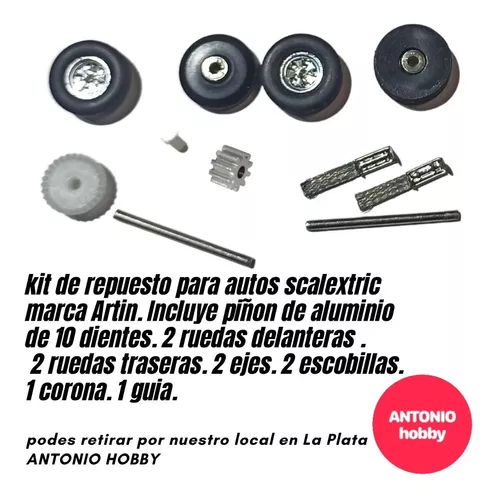 kit de repuesto para autos scalextric
marca Artin. Incluye piñon de aluminio
de 10 dientes. 2 ruedas delanteras .
2 ruedas traseras. 2 ejes. 2 escobillas.
1 corona. 1 guia.
podes retirar por nuestro local en La Plata
ANTONIO HOBBY
ANTONIO
hobby